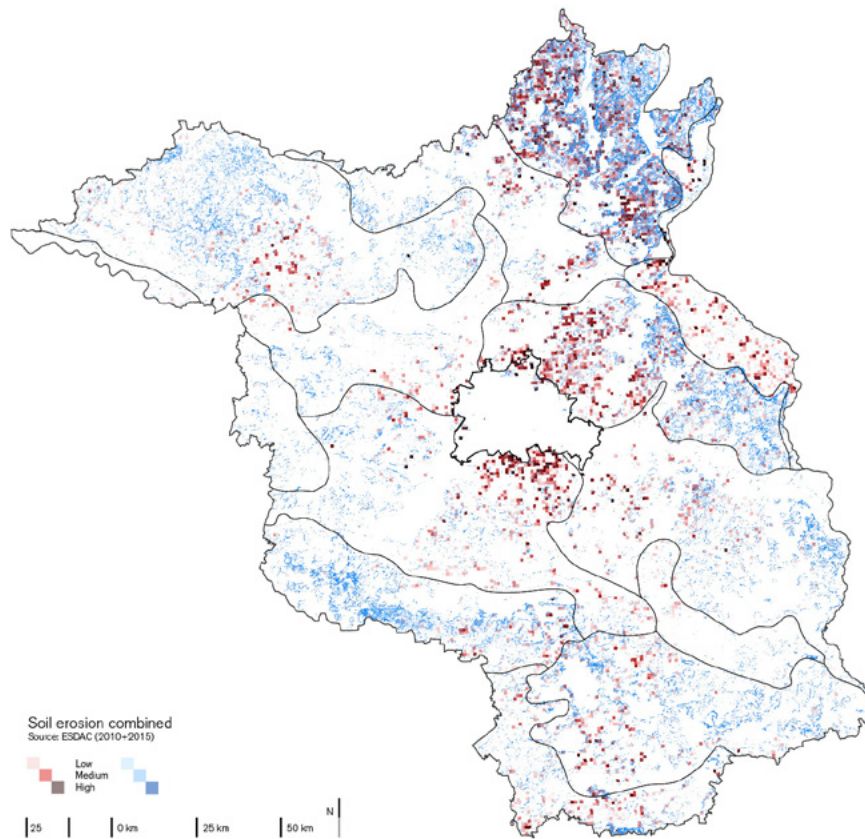 Soil erosion combined
Source: ESDAC (2010+2015)
Low
Medium
High
N
25 0 km 25 km 50 km